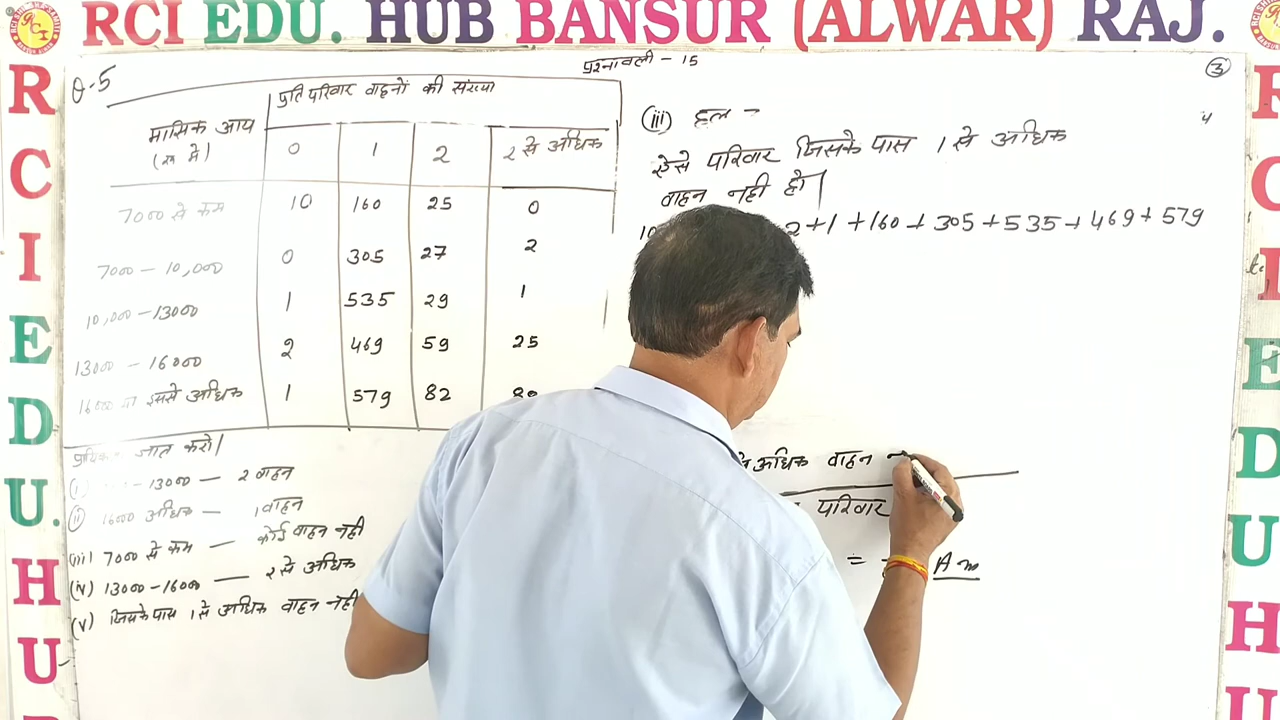 RCI EDU. HUB BANSUR (ALWAR) RAJ.
R
C
I
E
D
U.
H
U
प्रश्नावली - 15
3
Q-5
प्रति परिवार वाहनों की संख्या
मासिक आय
(रू में)
0 1 2 2 से अधिक
7000 से कम 10 160 25 0
7000 - 10,000 0 305 27 2
10,000 - 13000 1 535 29 1
13000 - 16000 2 469 59 25
16000 या इससे अधिक 1 579 82
ज्ञात करो|
(i) -13000 - 2 वाहन
(ii) 16000 अधिक - 1 वाहन
(iii) 7000 से कम - कोई वाहन नही
(iv) 13000-16000 - 2 से अधिक
(v) जिसके पास 1 से अधिक वाहन नही
(iii) हल -
ऐसे परिवार जिसके पास 1 से अधिक
वाहन नही हो|
2+1+160+305+535+469+579
से अधिक वाहन
परिवार
= Ans
E
D
U
H